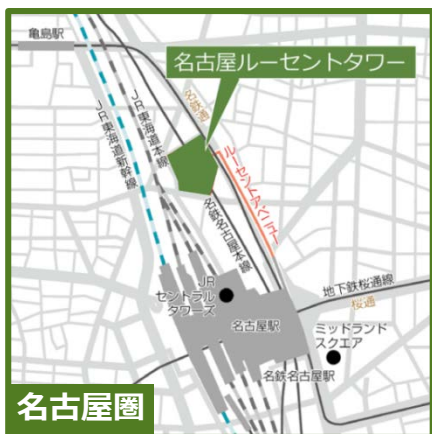 亀島駅
名古屋ルーセントタワー
名鉄通
JR東海道本線
JR東海道新幹線
ルーセントアベニュー
名鉄名古屋本線
JR
セントラル
タワーズ
地下鉄桜通線
桜通
名古屋駅
ミッドランド
スクエア
名鉄名古屋駅
名古屋圏